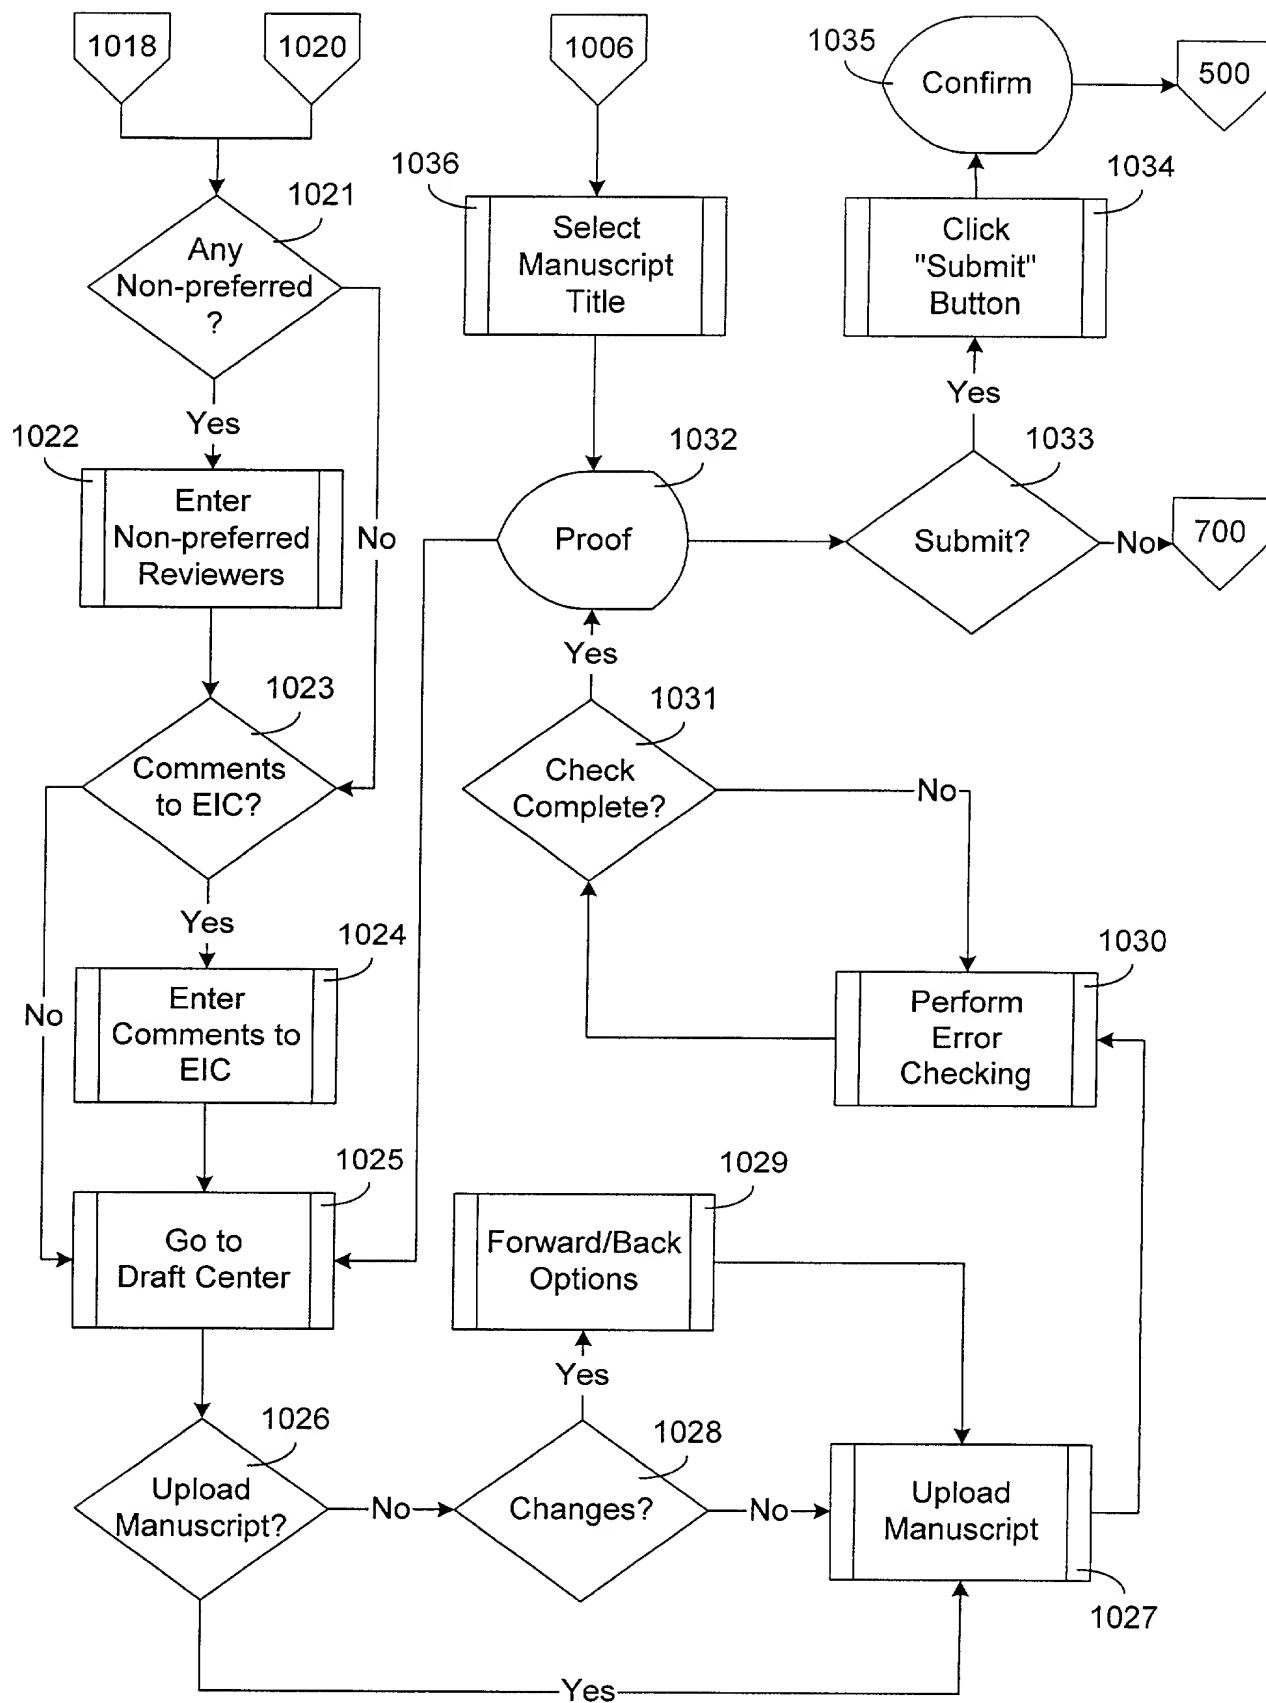 1018
1020
1006
1035
Confirm
500
1036
1034
1021
Any
Non-preferred
?
Select
Manuscript
Title
Click
"Submit"
Button
Yes
Yes
1022
1032
1033
Enter
Non-preferred
Reviewers
No
Proof
Submit?
No
700
Yes
1023
1031
Comments
to EIC?
Check
Complete?
No
Yes
1024
1030
No
Enter
Comments to
EIC
Perform
Error
Checking
1025
1029
Go to
Draft Center
Forward/Back
Options
Yes
1026
1028
Upload
Manuscript?
No
Changes?
No
Upload
Manuscript
1027
Yes